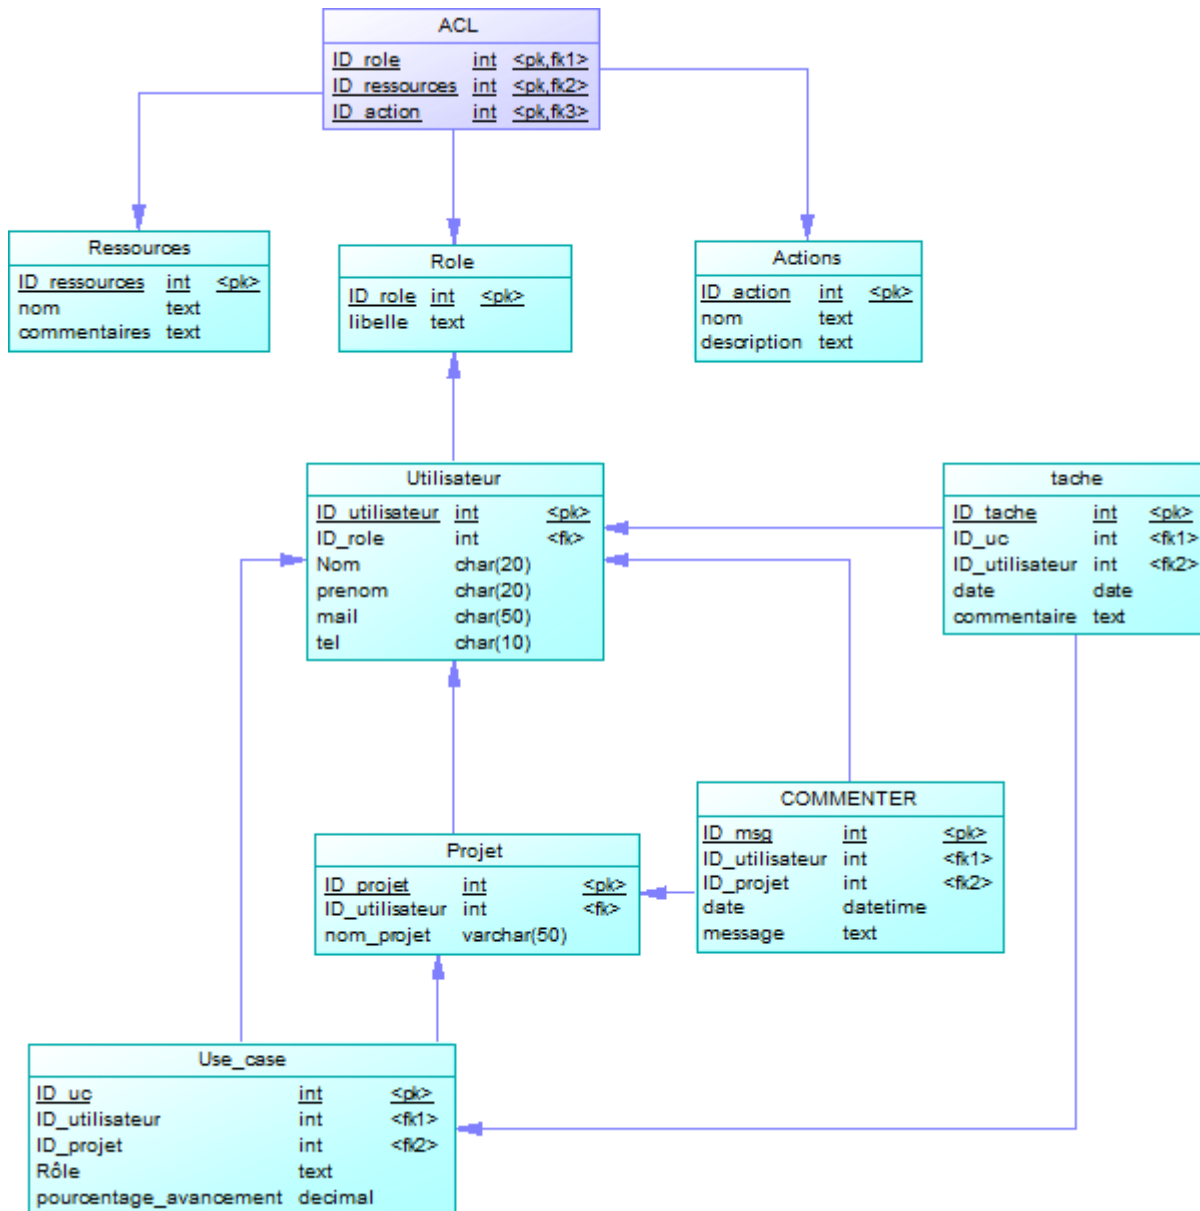 ACL
ID_role int <pk,fk1>
ID_ressources int <pk,fk2>
ID_action int <pk,fk3>
Ressources
ID_ressources int <pk>
nom text
commentaires text
Role
ID_role int <pk>
libelle text
Actions
ID_action int <pk>
nom text
description text
Utilisateur
ID_utilisateur int <pk>
ID_role int <fk>
Nom char(20)
prenom char(20)
mail char(50)
tel char(10)
tache
ID_tache int <pk>
ID_uc int <fk1>
ID_utilisateur int <fk2>
date date
commentaire text
COMMENTER
ID_msg int <pk>
ID_utilisateur int <fk1>
ID_projet int <fk2>
date datetime
message text
Projet
ID_projet int <pk>
ID_utilisateur int <fk>
nom_projet varchar(50)
Use_case
ID_uc int <pk>
ID_utilisateur int <fk1>
ID_projet int <fk2>
Rôle text
pourcentage_avancement decimal